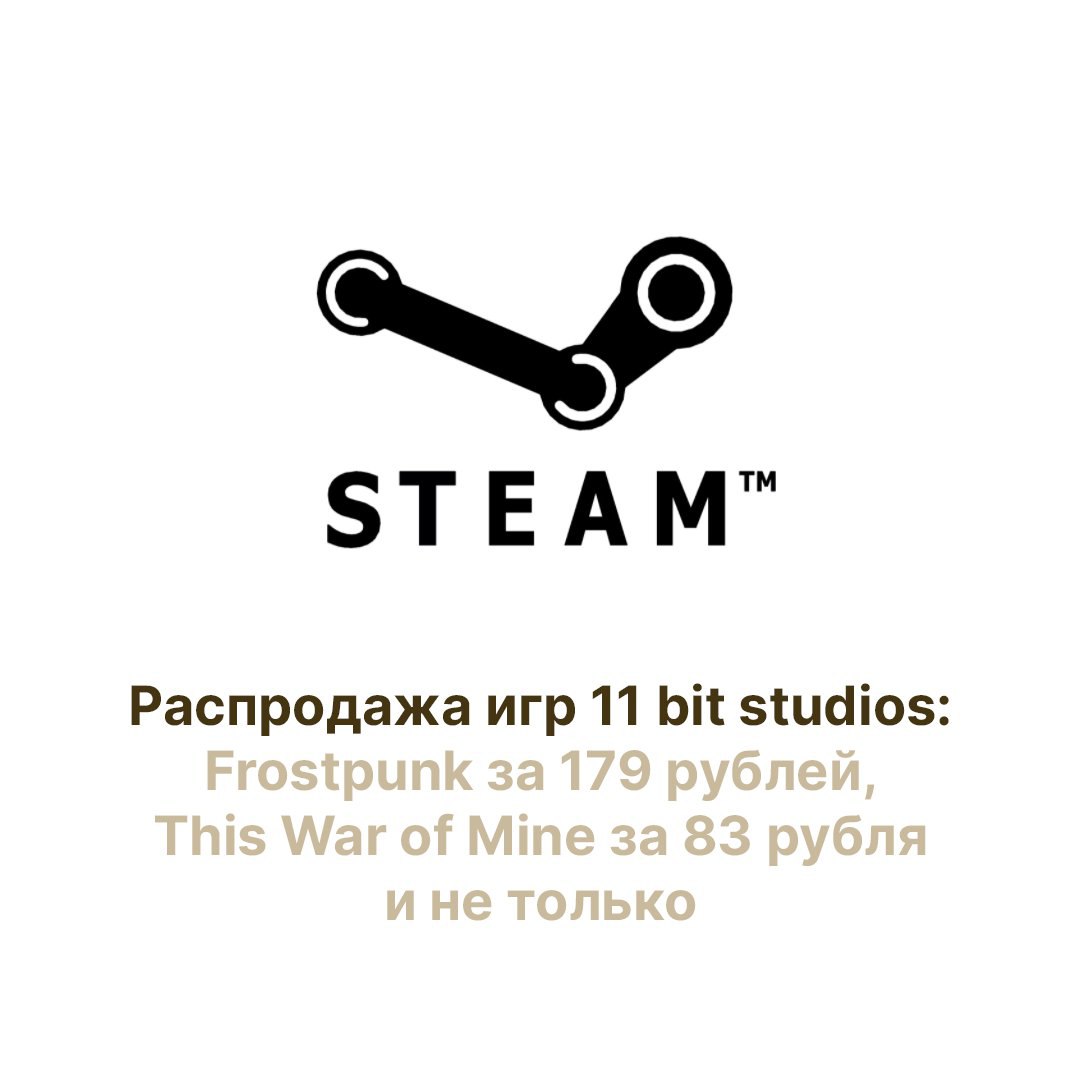 STEAM™
Распродажа игр 11 bit studios:
Frostpunk за 179 рублей,
This War of Mine за 83 рубля
и не только